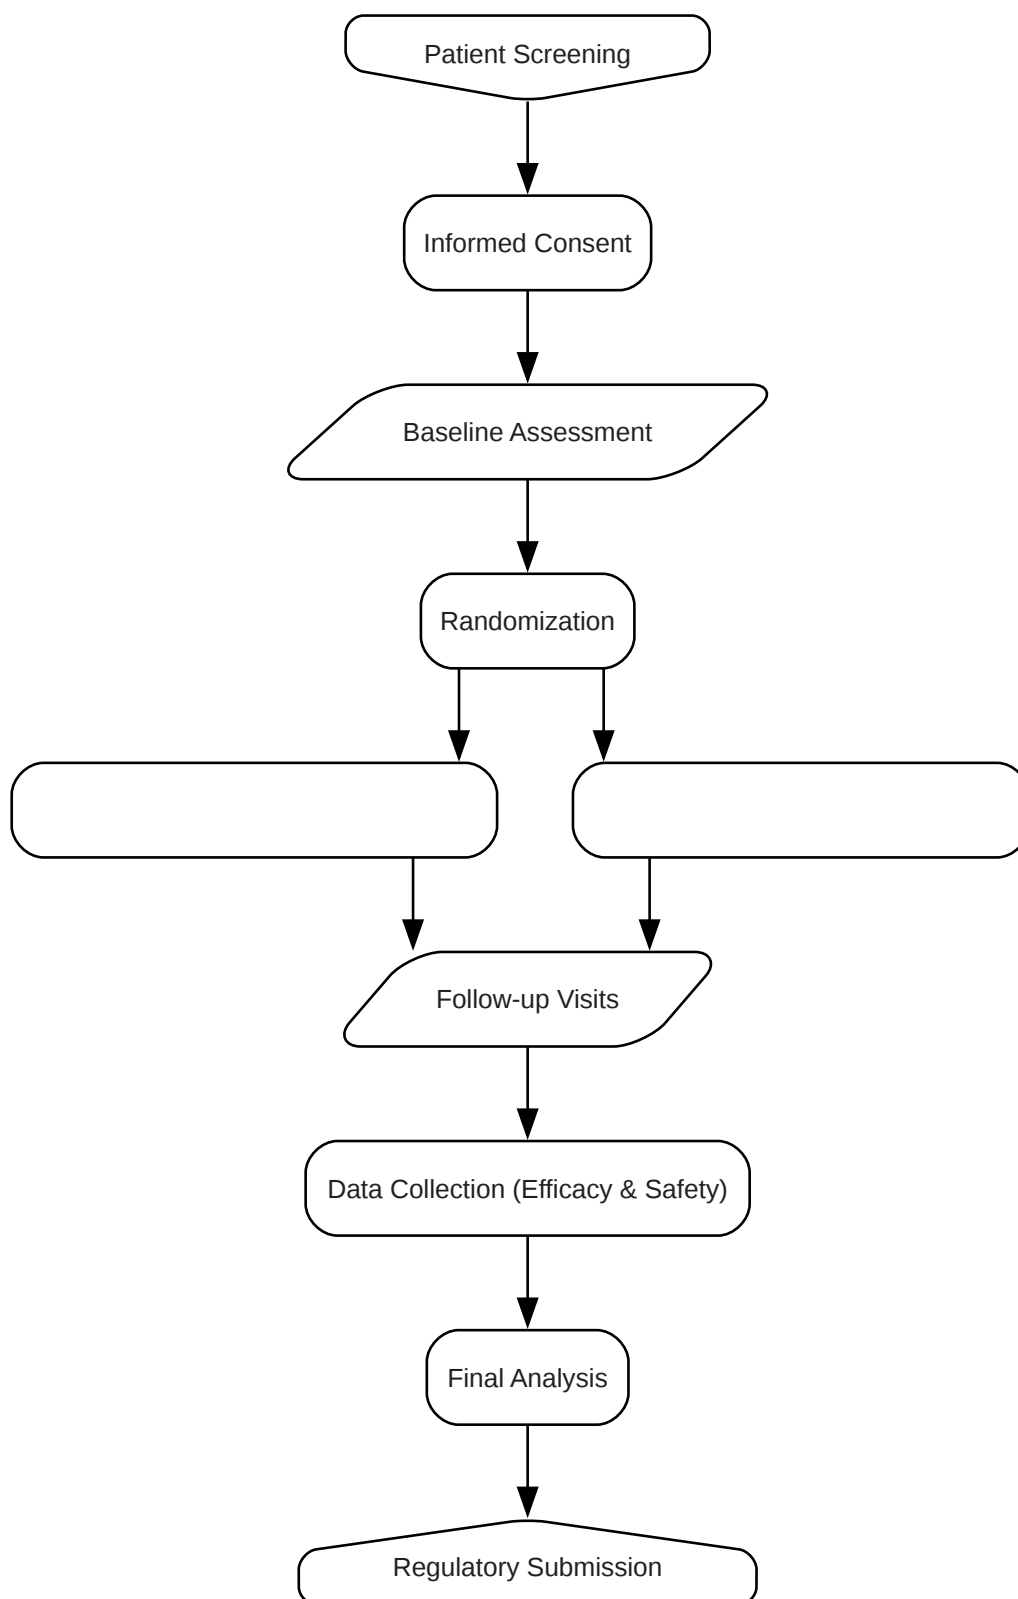 Patient Screening
Informed Consent
Baseline Assessment
Randomization
Follow-up Visits
Data Collection (Efficacy & Safety)
Final Analysis
Regulatory Submission